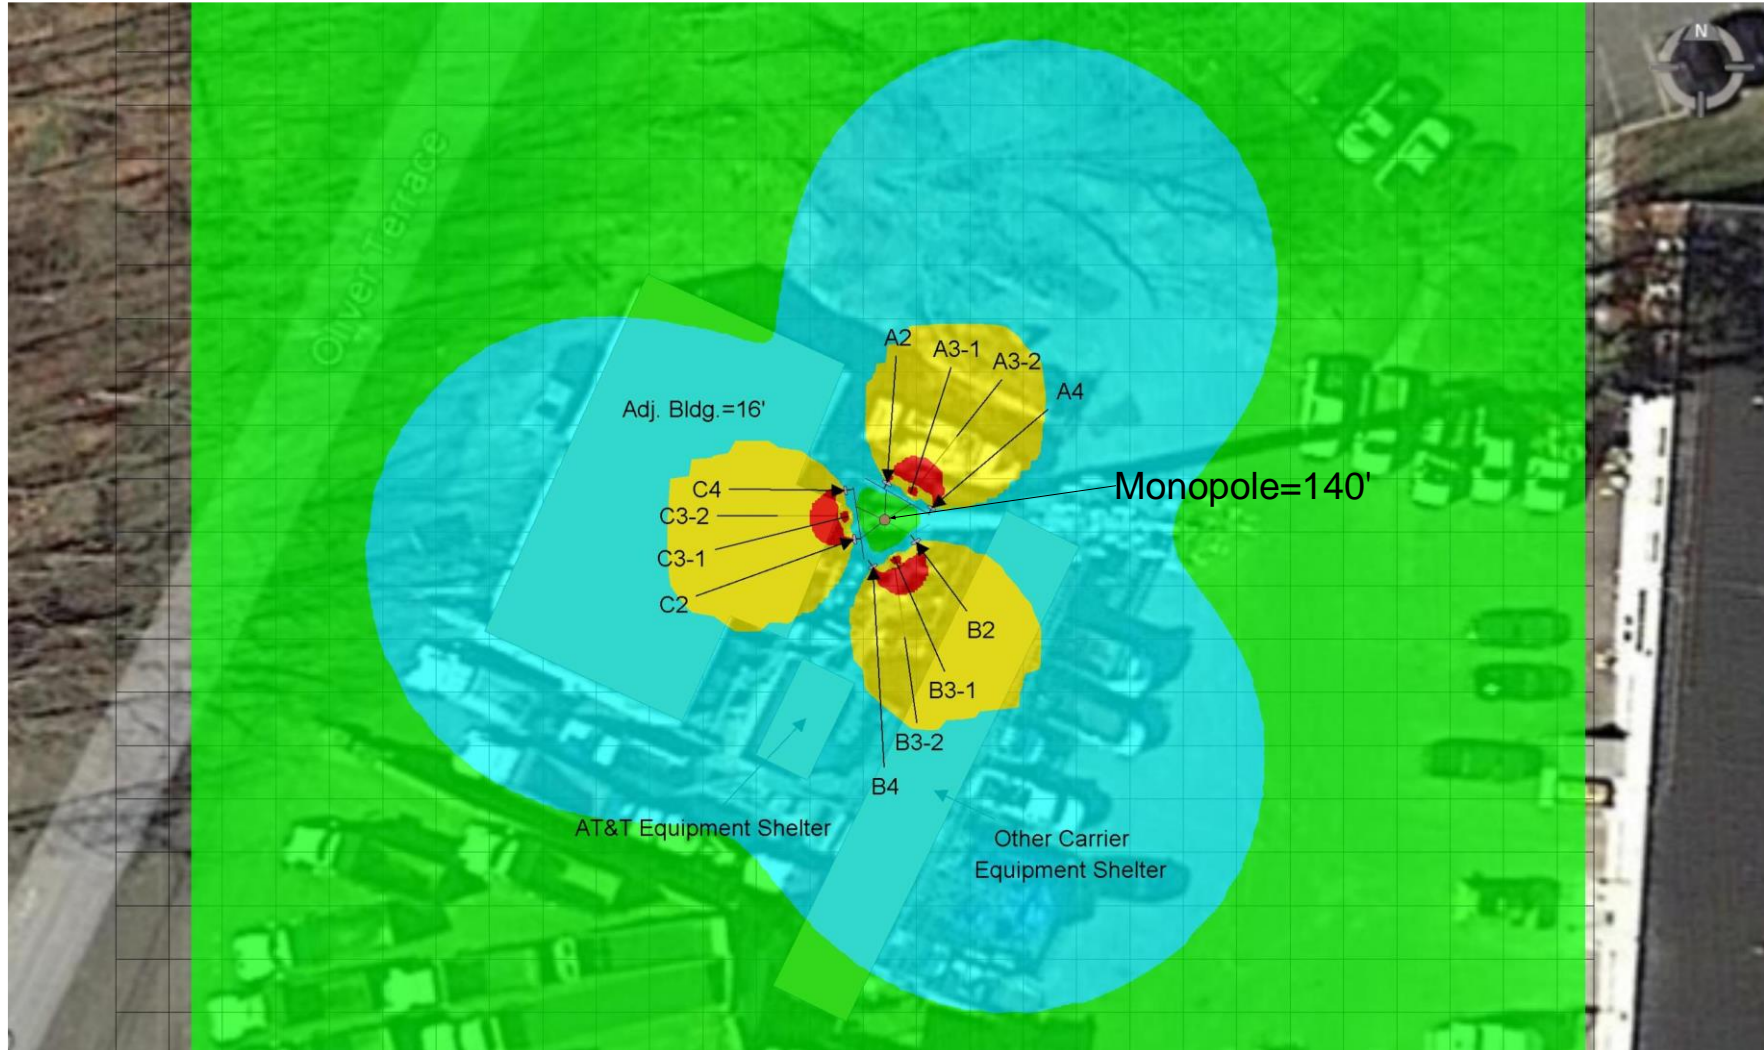 N
Oliver Terrace
A2
A3-1
A3-2
A4
Adj. Bldg.=16'
Monopole=140'
C4
C3-2
C3-1
C2
B2
B3-1
B3-2
B4
AT&T Equipment Shelter
Other Carrier
Equipment Shelter